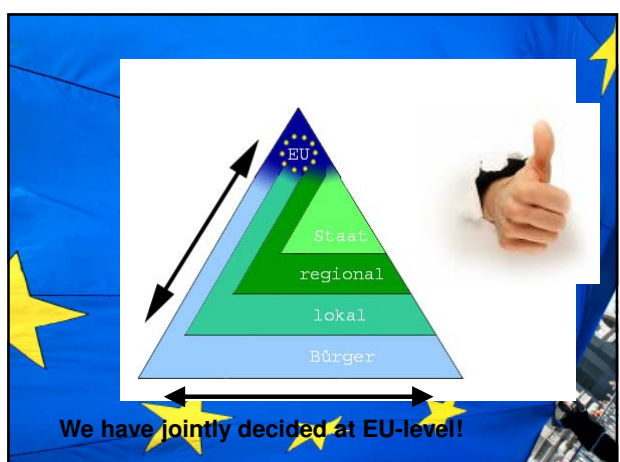 EU
Staat
regional
lokal
Bürger
We have jointly decided at EU-level!